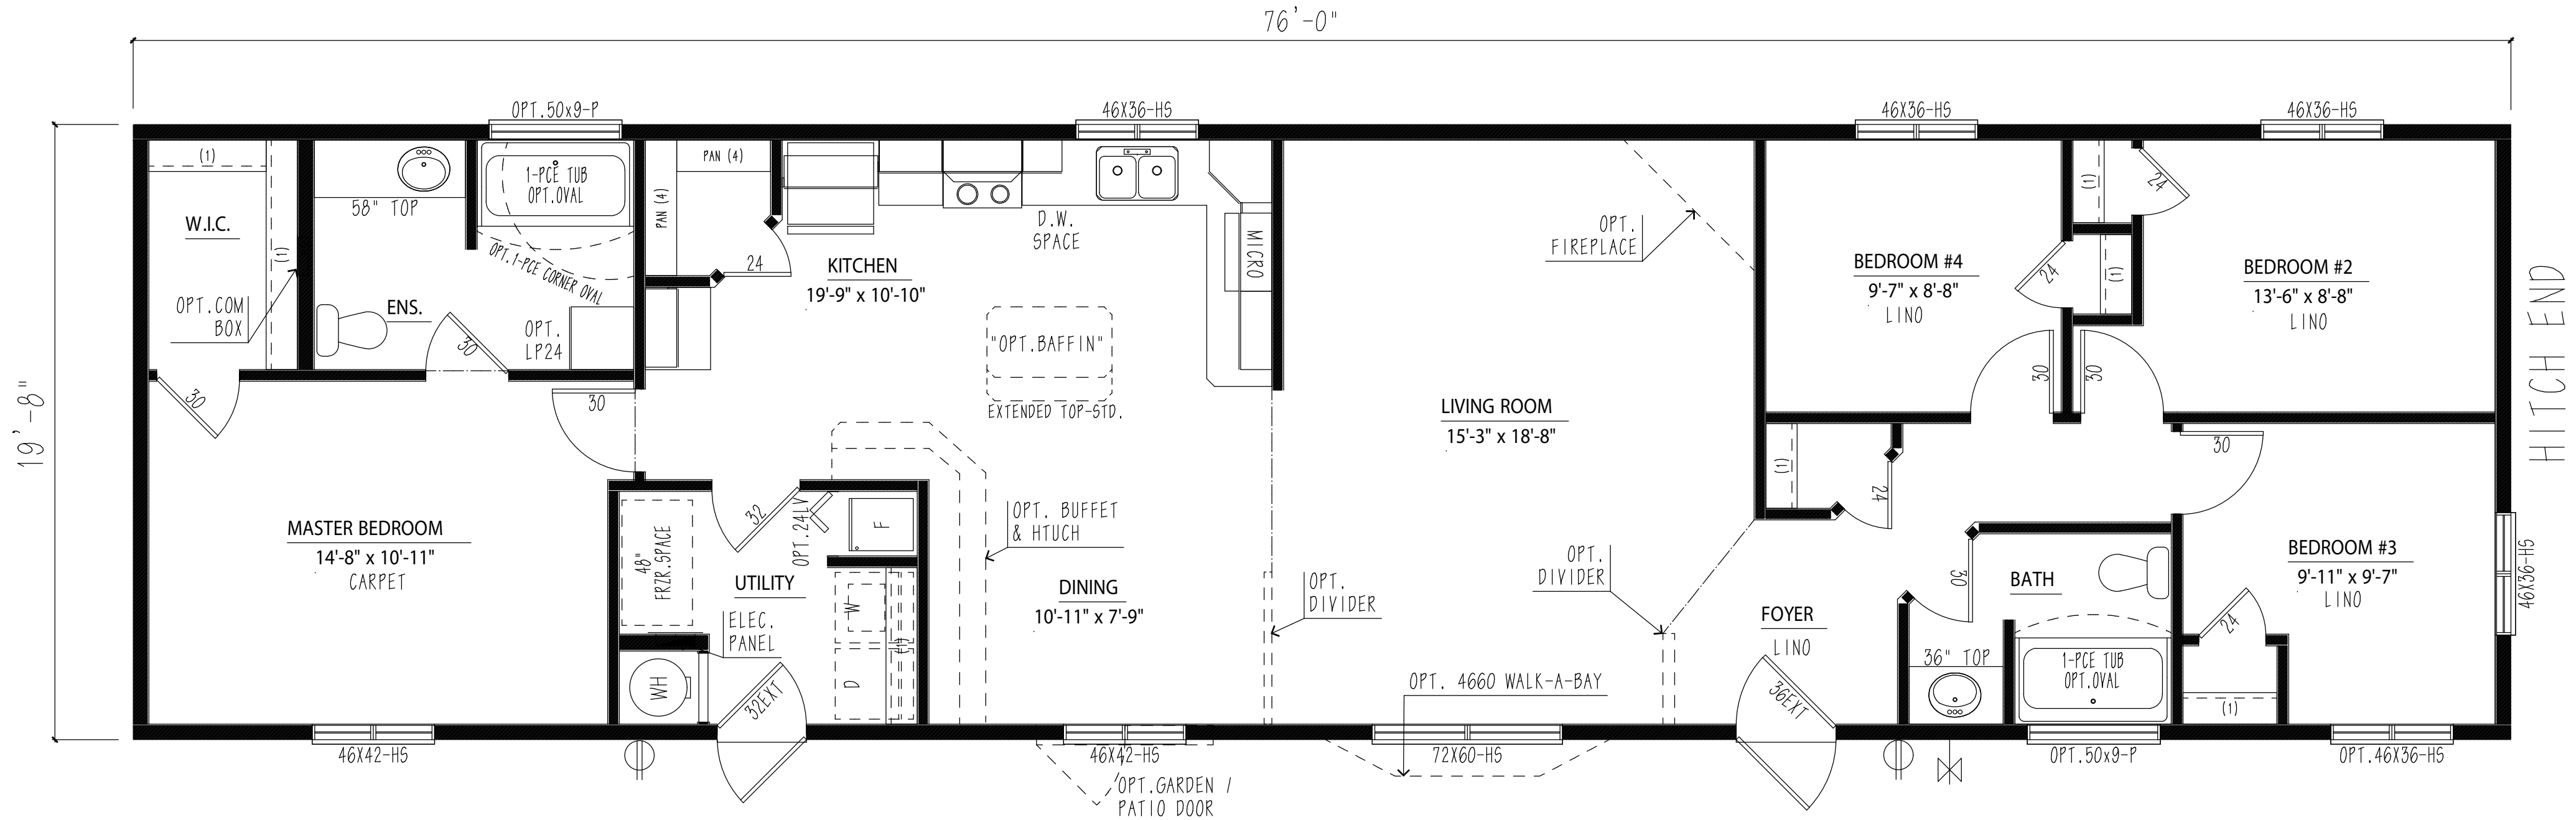 76'-0"
OPT.50x9-P
46X36-HS
46X36-HS
46X36-HS
19'-8"
HITCH END
(1)
W.I.C.
(1)
OPT.COM
BOX
58" TOP
ENS.
1-PCE TUB
OPT.OVAL
OPT.1-PCE CORNER OVAL
OPT.
LP24
30
30
30
PAN (4)
PAN (4)
24
KITCHEN
19'-9" x 10'-10"
D.W.
SPACE
MICRO
"OPT.BAFFIN"
EXTENDED TOP-STD.
OPT.
FIREPLACE
LIVING ROOM
15'-3" x 18'-8"
BEDROOM #4
9'-7" x 8'-8"
LINO
24
(1)
(1)
24
BEDROOM #2
13'-6" x 8'-8"
LINO
30
30
MASTER BEDROOM
14'-8" x 10'-11"
CARPET
48"
FRZR.SPACE
32
OPT.24LV
F
UTILITY
ELEC.
PANEL
WH
W
D
(1)
32EXT
OPT. BUFFET
& HTUCH
DINING
10'-11" x 7'-9"
OPT.
DIVIDER
OPT.
DIVIDER
OPT. 4660 WALK-A-BAY
(1)
24
FOYER
LINO
36EXT
30
BATH
36" TOP
1-PCE TUB
OPT.OVAL
30
BEDROOM #3
9'-11" x 9'-7"
LINO
24
(1)
46X36-HS
46X42-HS
46X42-HS
OPT.GARDEN /
PATIO DOOR
72X60-HS
OPT.50x9-P
OPT.46X36-HS